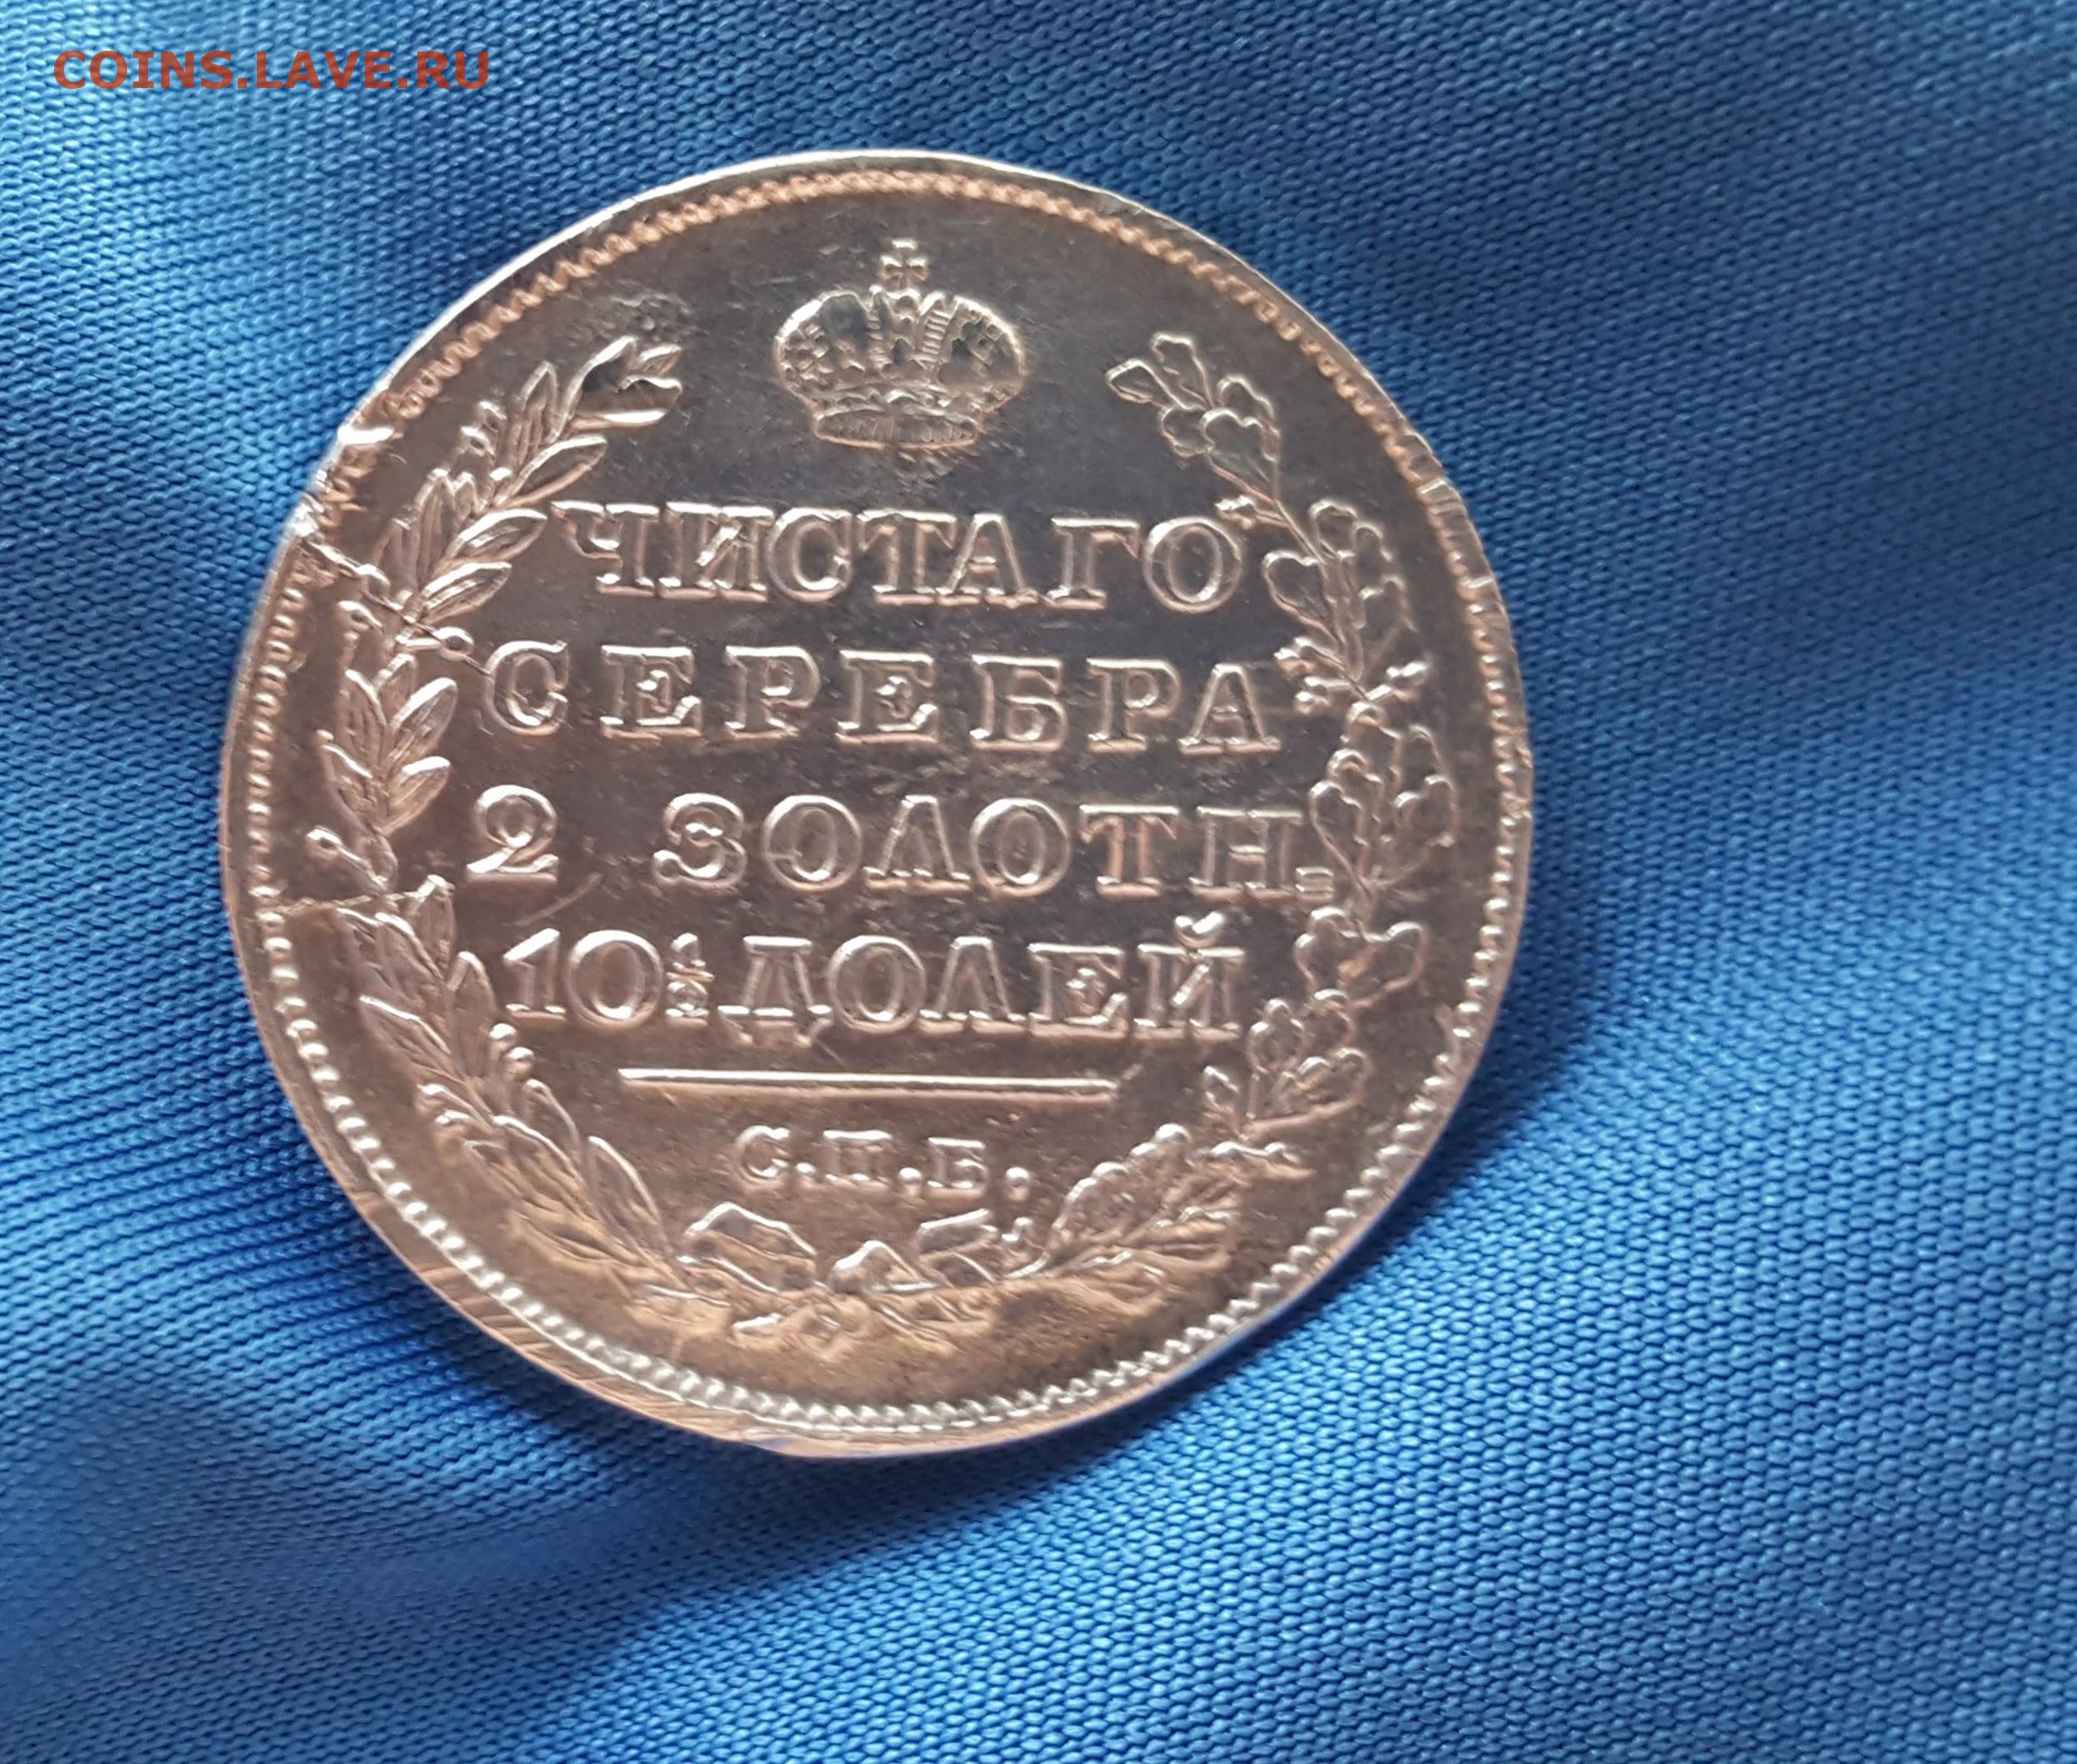 COINS.LAVE.RU
ЧИСТАГО
СЕРЕБРА
2 ЗОЛОТН.
10½ ДОЛЕЙ
С.П.Б.